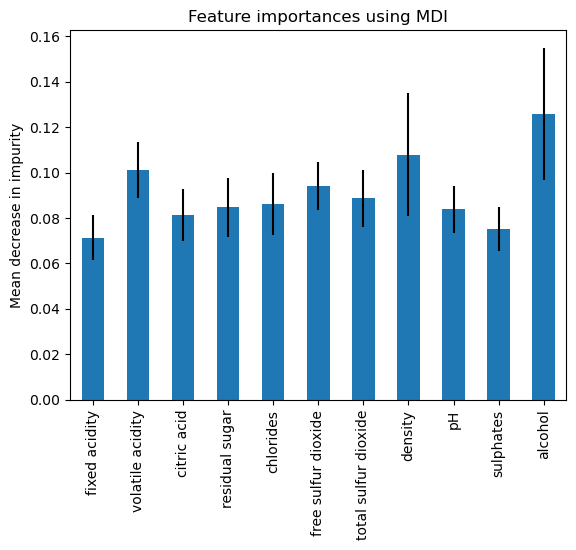 Feature importances using MDI
Mean decrease in impurity
0.16
0.14
0.12
0.10
0.08
0.06
0.04
0.02
0.00
fixed acidity
volatile acidity
citric acid
residual sugar
chlorides
free sulfur dioxide
total sulfur dioxide
density
pH
sulphates
alcohol